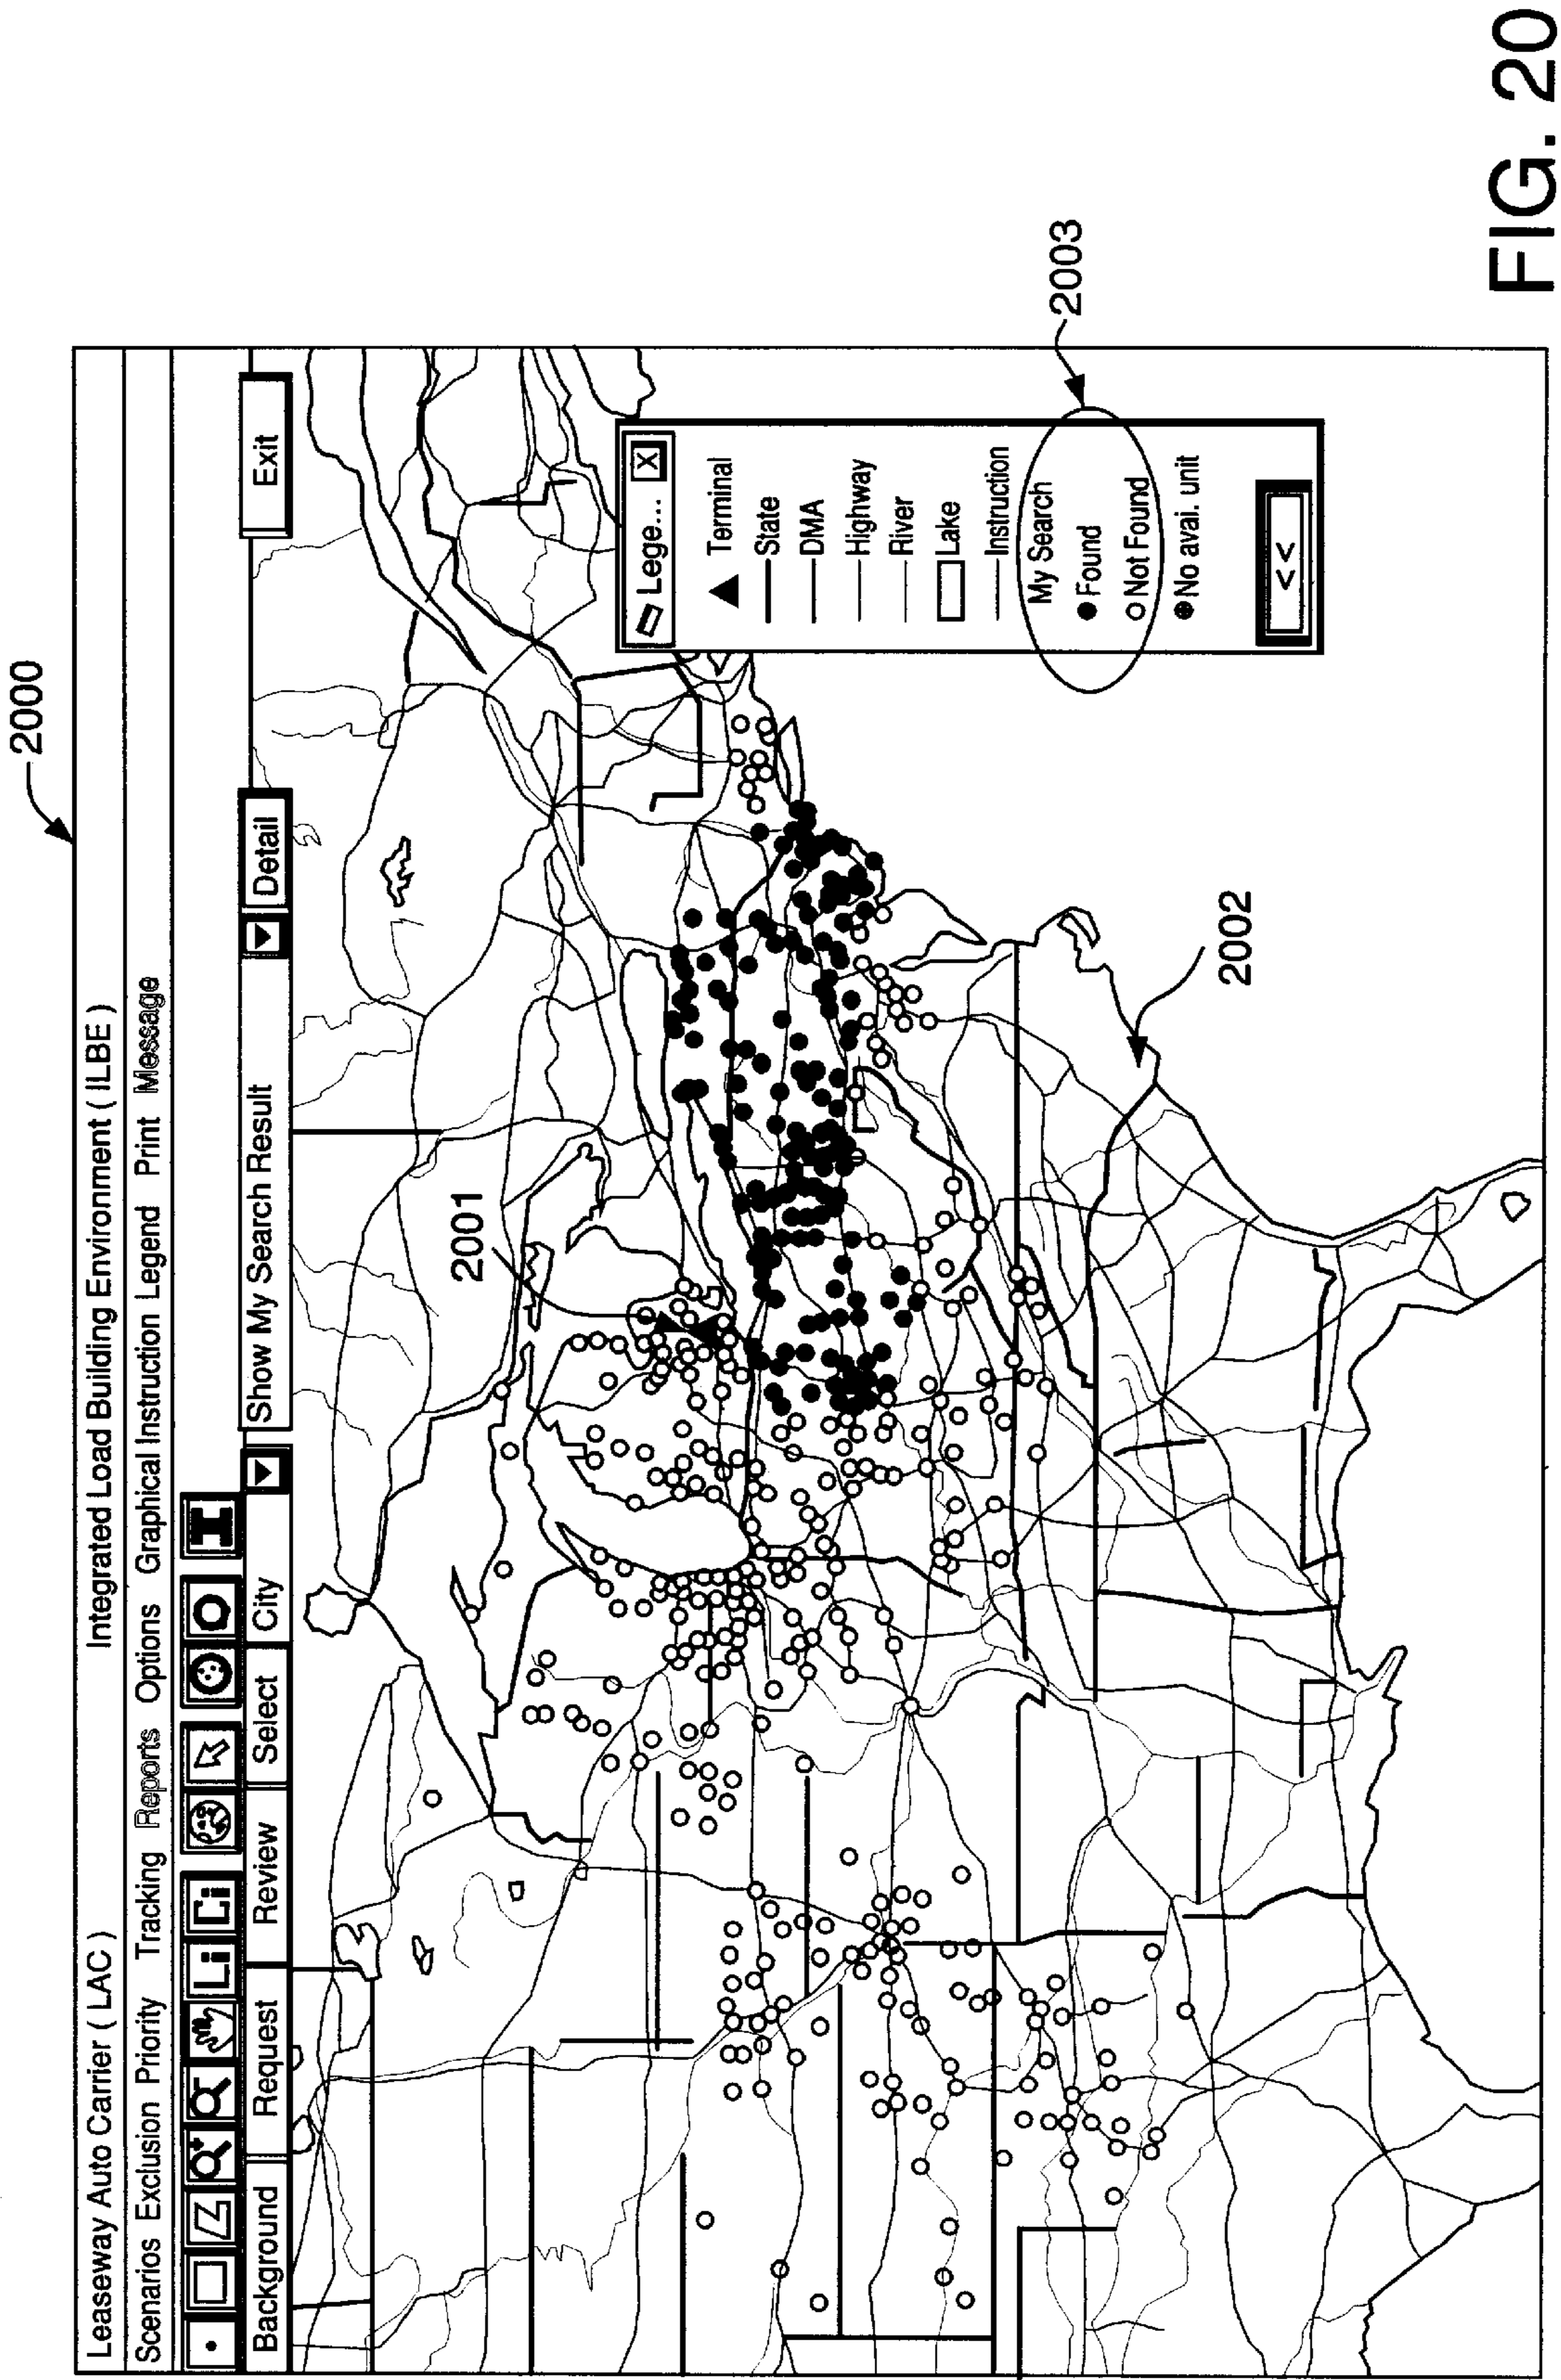 2000
Leaseway Auto Carrier ( LAC )
Integrated Load Building Environment ( ILBE )
Scenarios Exclusion Priority Tracking Reports Options Graphical Instruction Legend Print Message
Li Ci
Background Request Review Select City Show My Search Result Detail Exit
2001
2002
Lege... X
Terminal
State
DMA
Highway
River
Lake
Instruction
My Search
Found
Not Found
No avai. unit
<<
2003
FIG. 20